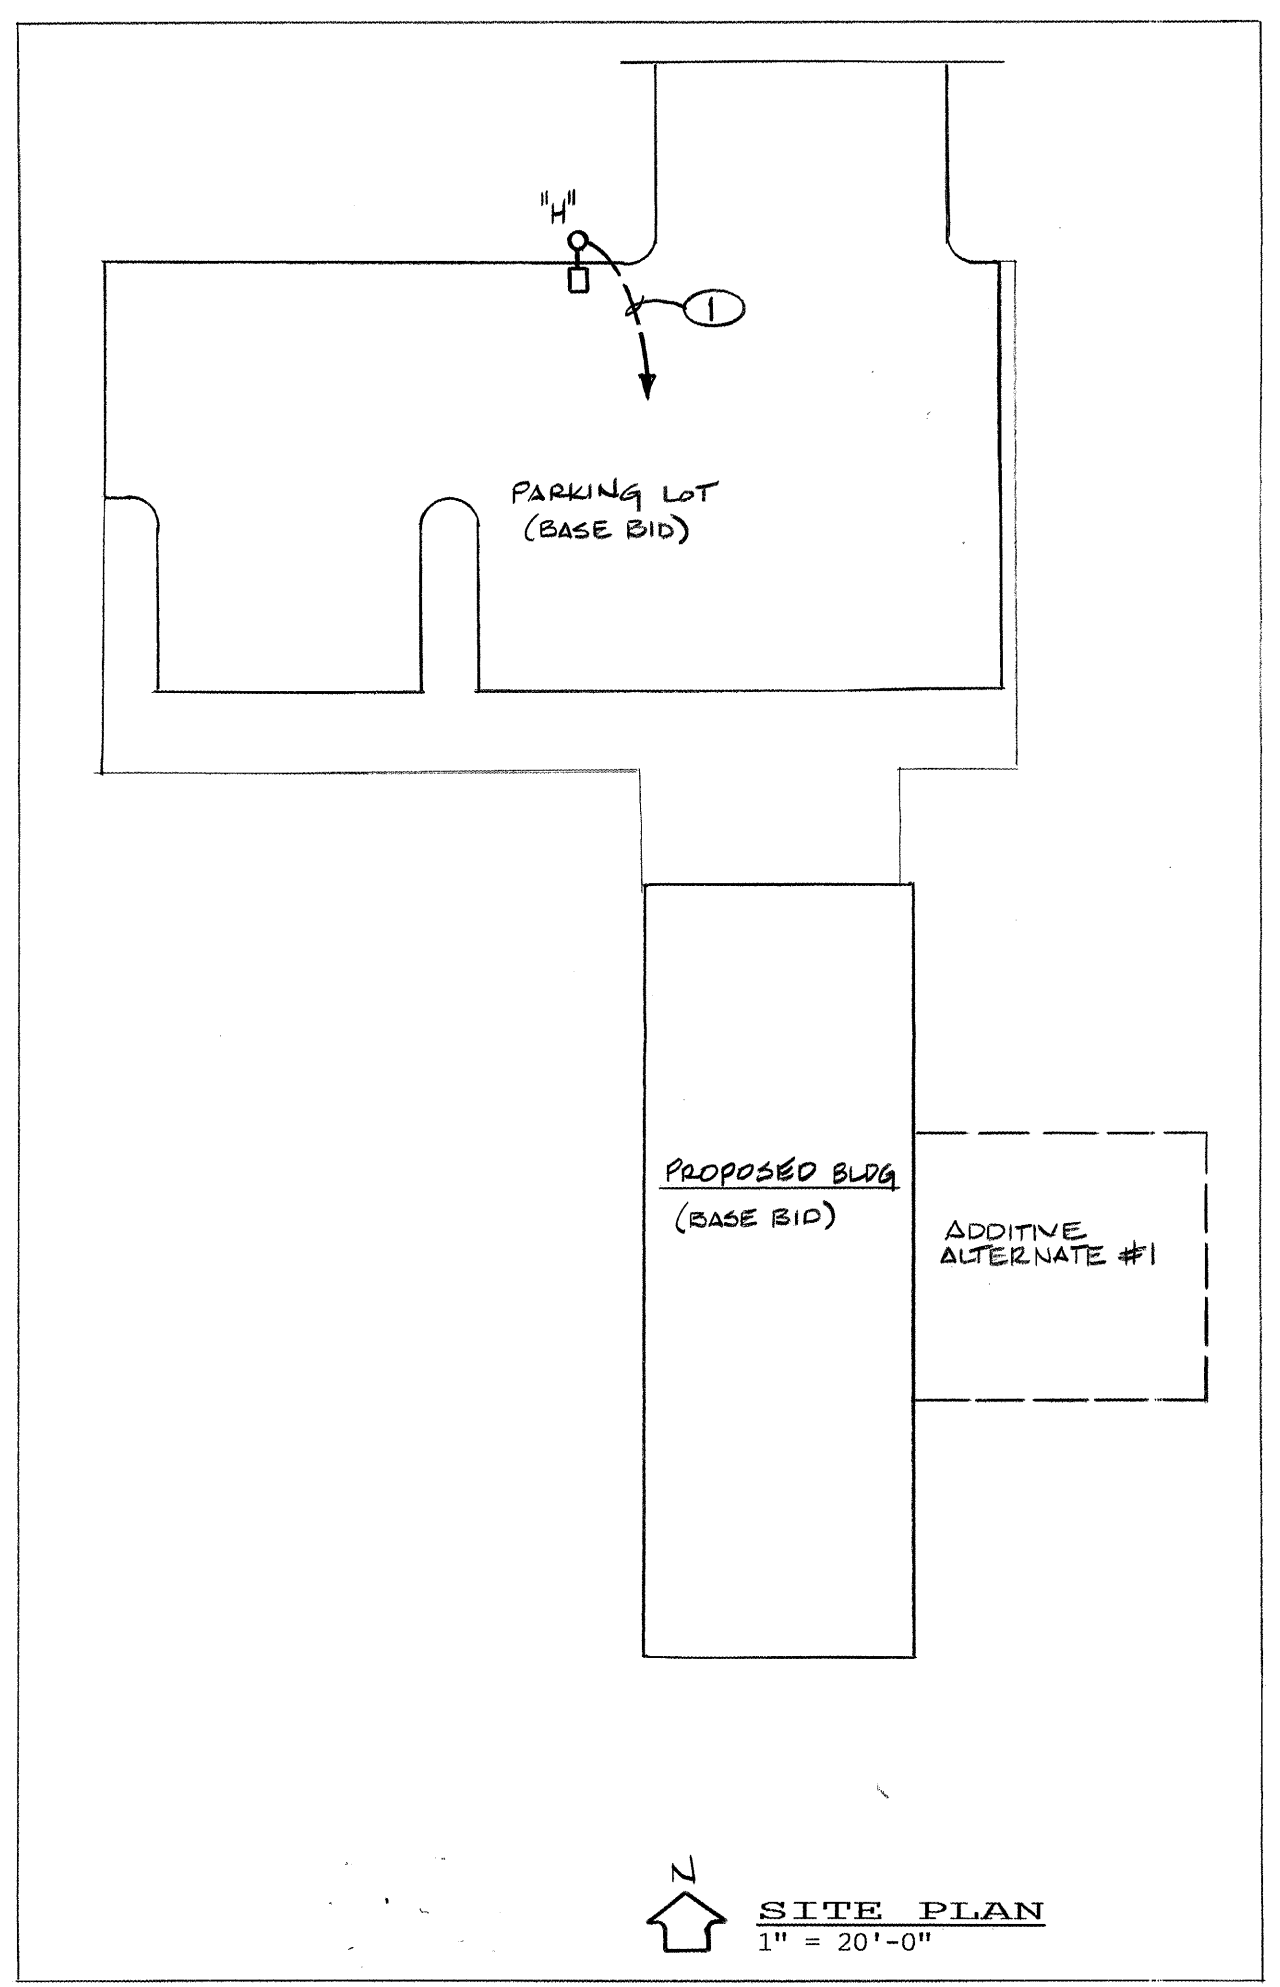 "H"
1
PARKING LOT
(BASE BID)
PROPOSED BLDG
(BASE BID)
ADDITIVE
ALTERNATE #1
N
SITE PLAN
1" = 20'-0"